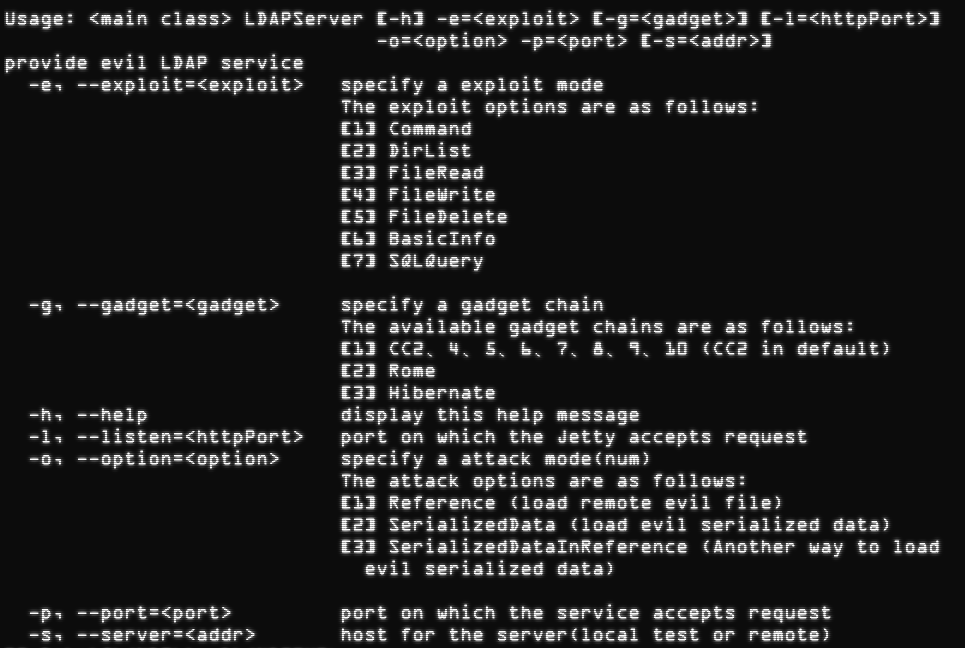 Usage: <main class> LDAPServer [-h] -e=<exploit> [-g=<gadget>] [-l=<httpPort>]
-o=<option> -p=<port> [-s=<addr>]
provide evil LDAP service
-e, --exploit=<exploit> specify a exploit mode
The exploit options are as follows:
[1] Command
[2] DirList
[3] FileRead
[4] FileWrite
[5] FileDelete
[6] BasicInfo
[7] SQLQuery
-g, --gadget=<gadget> specify a gadget chain
The available gadget chains are as follows:
[1] CC2、4、5、6、7、8、9、10 (CC2 in default)
[2] Rome
[3] Hibernate
-h, --help display this help message
-l, --listen=<httpPort> port on which the Jetty accepts request
-o, --option=<option> specify a attack mode(num)
The attack options are as follows:
[1] Reference (load remote evil file)
[2] SerializedData (load evil serialized data)
[3] SerializedDataInReference (Another way to load
evil serialized data)
-p, --port=<port> port on which the service accepts request
-s, --server=<addr> host for the server(local test or remote)